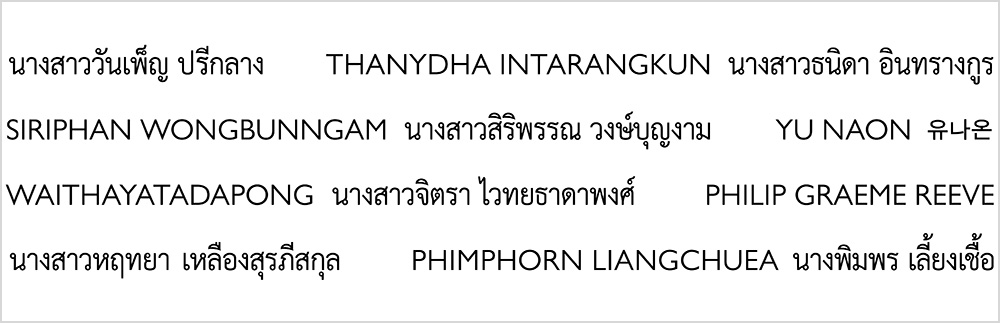 นางสาววันเพ็ญ ปรีกลาง THANYDHA INTARANGKUN นางสาวธนิดา อินทรางกูร
SIRIPHAN WONGBUNNGAM นางสาวสิริพรรณ วงษ์บุญงาม YU NAON 유나온
WAITHAYATADAPONG นางสาวจิตรา ไวทยธาดาพงศ์ PHILIP GRAEME REEVE
นางสาวหฤทยา เหลืองสุรภีสกุล PHIMPHORN LIANGCHUEA นางพิมพร เลี้ยงเชื้อ